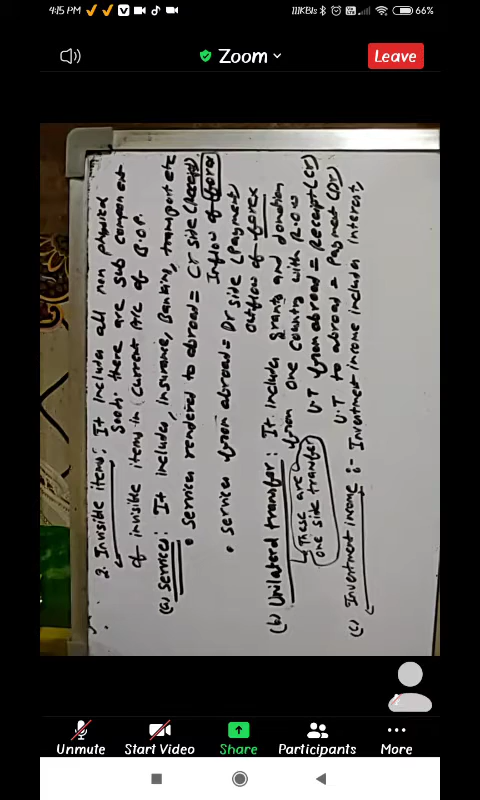 4:15 PM
111KB/s
66%
Zoom
Leave
2. Invisible items: It includes all non physical
Goods. there are sub component
of invisible items in current A/c of B.O.P.
(a) Services: It includes, insurance, Banking, transport etc
• Services rendered to abroad = Cr side (Receipt)
Inflow of forex
• Services from abroad = Dr side (Payment
outflow of forex
(b) Unilateral transfer: It includes grants and donation
These are from one country with R.O.W
one side transfer U.T from abroad = Receipt (Cr)
U.T to abroad = Payment (Dr)
(c) Investment income :- Investment income includes interest,
Unmute
Start Video
Share
Participants
More